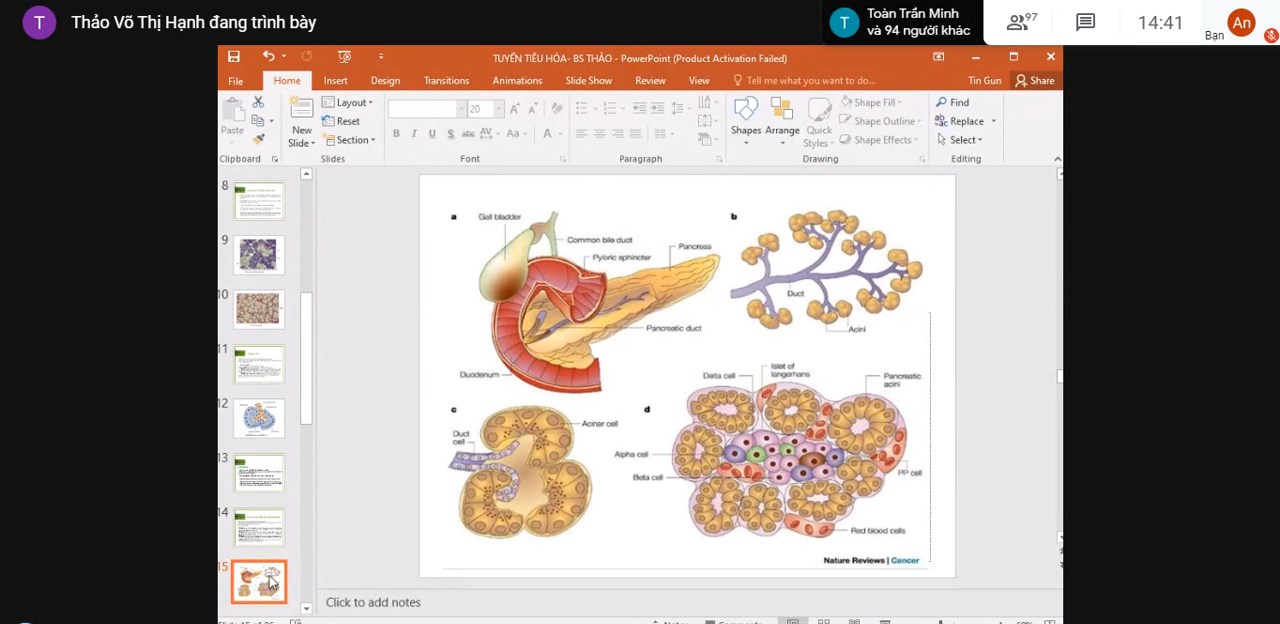 T
Thảo Võ Thị Hạnh đang trình bày
T
Toàn Trần Minh
và 94 người khác
97
14:41
Bạn
An
TUYẾN TIÊU HÓA- BS THẢO - PowerPoint (Product Activation Failed)
File
Home
Insert
Design
Transitions
Animations
Slide Show
Review
View
Tell me what you want to do...
Tin Gun
Share
Paste
New
Slide
Layout
Reset
Section
20
B I U S abc AV Aa A
Shapes
Arrange
Quick
Styles
Shape Fill
Shape Outline
Shape Effects
Find
Replace
Select
Clipboard
Slides
Font
Paragraph
Drawing
Editing
8
9
10
11
12
13
14
15
a
Gall bladder
Common bile duct
Pyloric sphincter
Pancreas
Pancreatic duct
Duodenum
b
Duct
Acini
c
Duct
cell
Acinar cell
d
Delta cell
Islet of
langerhans
Pancreatic
acini
Alpha cell
Beta cell
PP cell
Red blood cells
Nature Reviews | Cancer
Click to add notes